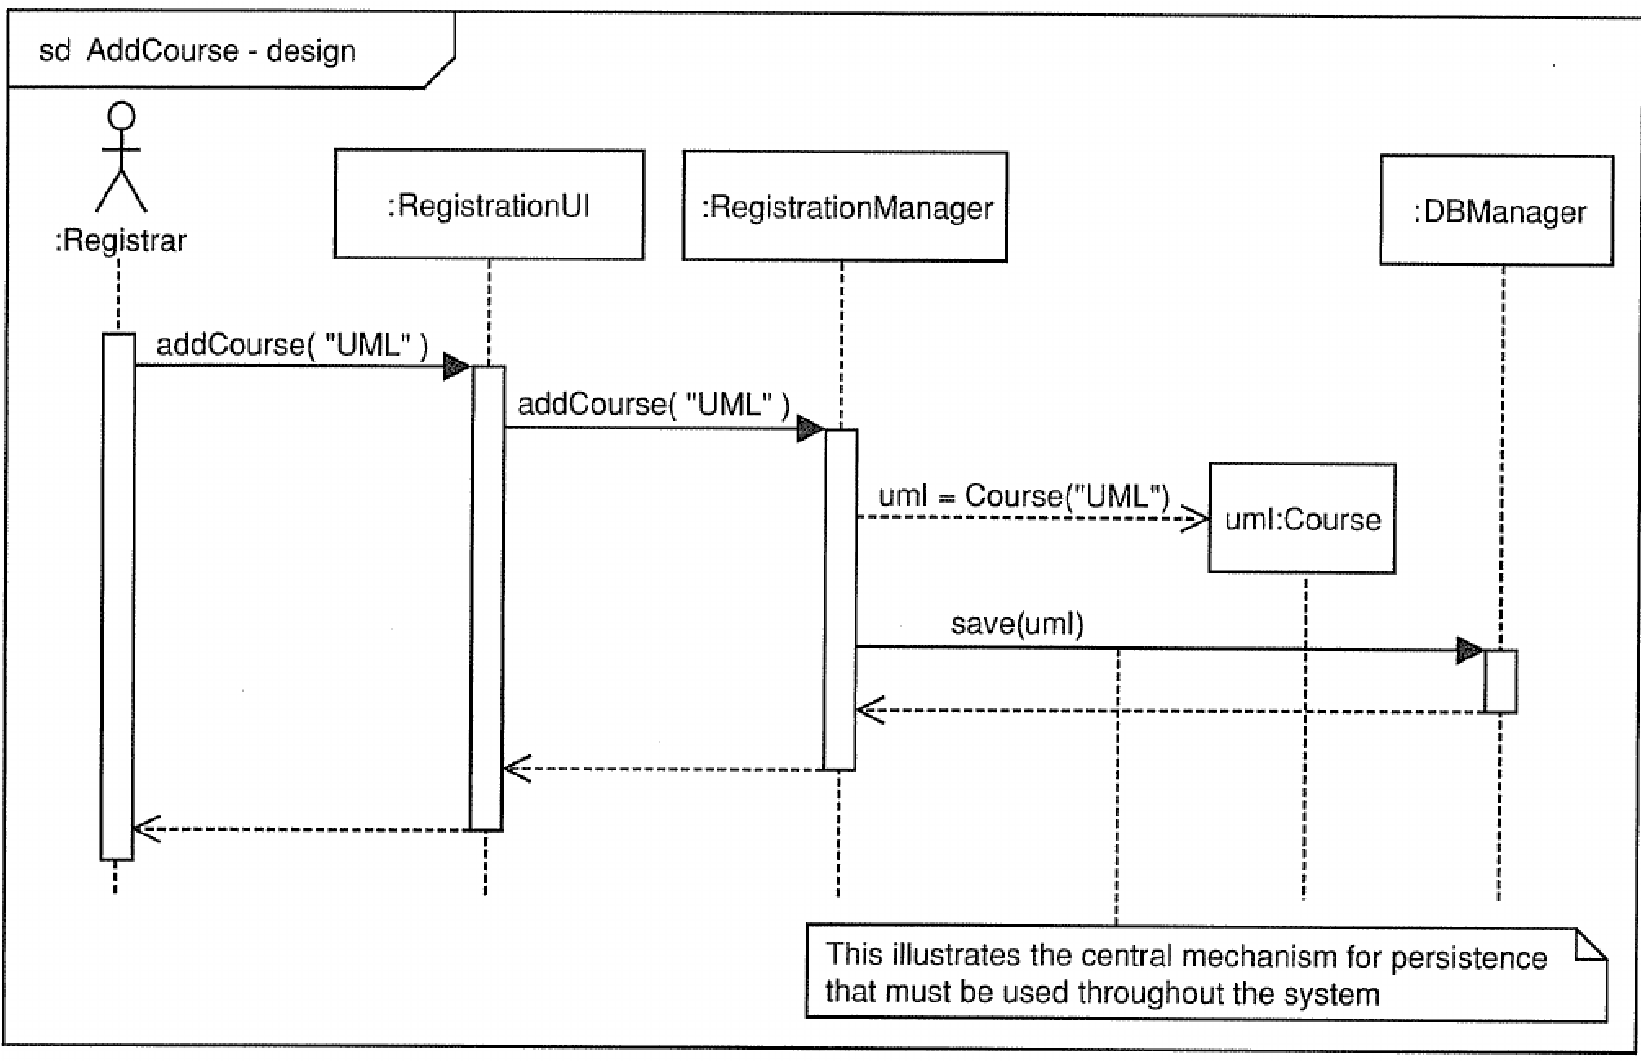 sd AddCourse - design
:Registrar
:RegistrationUI
:RegistrationManager
:DBManager
addCourse( "UML" )
addCourse( "UML" )
uml = Course("UML")
uml:Course
save(uml)
This illustrates the central mechanism for persistence
that must be used throughout the system